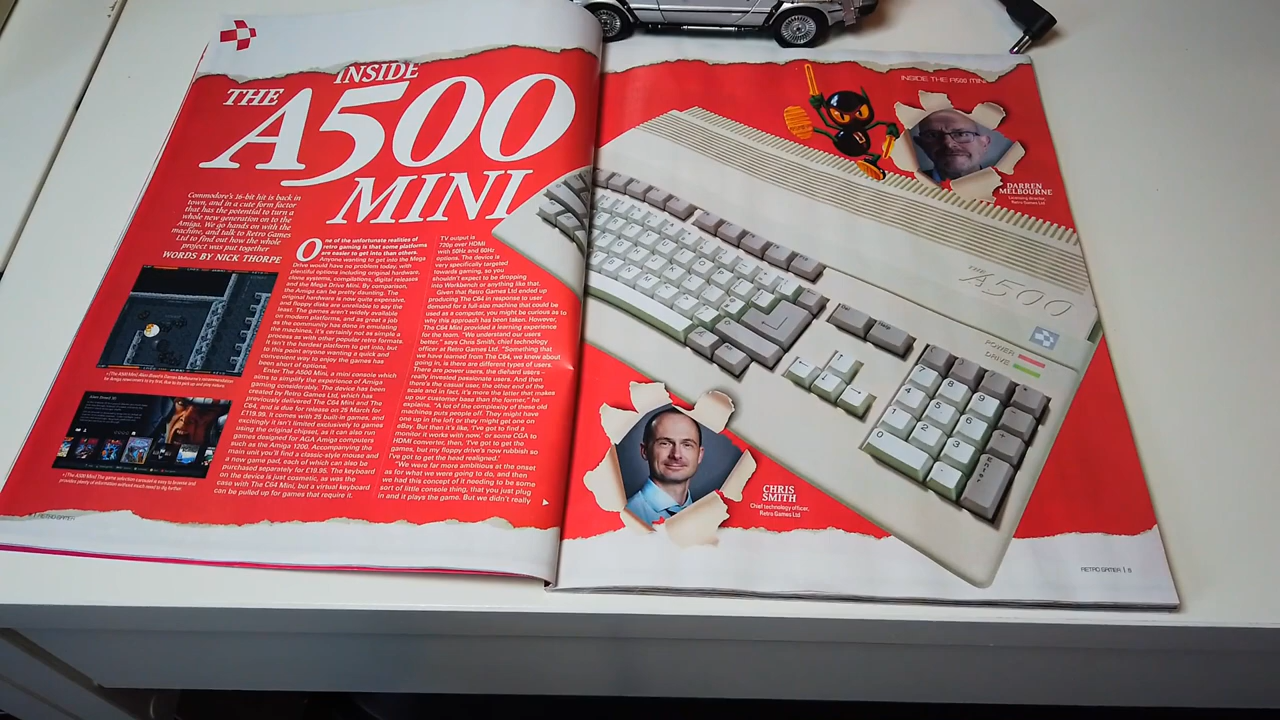 INSIDE
THE A500
MINI
Commodore's 16-bit hit is back in
town, and in a cute form factor
that has the potential to turn a
whole new generation on to the
Amiga. We go hands on with the
machine, and talk to Retro Games
Ltd to find out how the whole
project was put together
WORDS BY NICK THORPE
One of the unfortunate realities of
retro gaming is that some platforms
are easier to get into than others.
Anyone wanting to get into the Mega
Drive would have no problem today, with
plentiful options including original hardware,
clone systems, compilations, digital releases
and the Mega Drive Mini. By comparison,
the Amiga can be pretty daunting. The
original hardware is now quite expensive,
and floppy disks are unreliable to say the
least. The games aren't widely available
on modern platforms, and as great a job
as the community has done in emulating
the machines, it's certainly not as simple a
process as with other popular retro formats.
It isn't the hardest platform to get into, but
to this point anyone wanting a quick and
convenient way to enjoy the games has
been short of options.
Enter The A500 Mini, a mini console which
aims to simplify the experience of Amiga
gaming considerably. The device has been
created by Retro Games Ltd, which has
previously delivered The C64 Mini and The
C64, and is due for release on 25 March for
£119.99. It comes with 25 built-in games, and
excitingly it isn't limited exclusively to games
using the original chipset, as it can also run
games designed for AGA Amiga computers
such as the Amiga 1200. Accompanying the
main unit you'll find a classic-style mouse and
a new game pad, each of which can also be
purchased separately for £19.95. The keyboard
on the device is just cosmetic, as was the
case with The C64 Mini, but a virtual keyboard
can be pulled up for games that require it.
TV output is
720p over HDMI
with 50Hz and 60Hz
options. The device is
very specifically targeted
towards gaming, so you
shouldn't expect to be dropping
into Workbench or anything like that.
Given that Retro Games Ltd ended up
producing The C64 in response to user
demand for a full-size machine that could be
used as a computer, you might be curious as to
why this approach has been taken. However,
The C64 Mini provided a learning experience
for the team. "We understand our users
better," says Chris Smith, chief technology
officer at Retro Games Ltd. "Something that
we have learned from The C64, we knew about
going in, is there are different types of users.
There are power users, the diehard users –
really invested passionate users. And then
there's the casual user, the other end of the
scale and in fact, it's more the latter that makes
up our customer base than the former," he
explains. "A lot of the complexity of these old
machines puts people off. They might have
one up in the loft or they might get one on
eBay. But then it's like, 'I've got to find a
monitor it works with now,' or some CGA to
HDMI converter, then, 'I've got to get the
games, but my floppy drive's now rubbish so
I've got to get the head realigned.'
"We were far more ambitious at the onset
as for what we were going to do, and then
we had this concept of it needing to be some
sort of little console thing, that you just plug
in and it plays the game. But we didn't really
» [The A500 Mini] The game selection carousel is easy to browse and
provides plenty of information without much need to dig further.
RETRO GAMER
INSIDE THE A500 MINI
DARREN
MELBOURNE
Licensing director,
Retro Games Ltd
THE
A500
POWER
DRIVE
CHRIS
SMITH
Chief technology officer,
Retro Games Ltd
RETRO GAMER